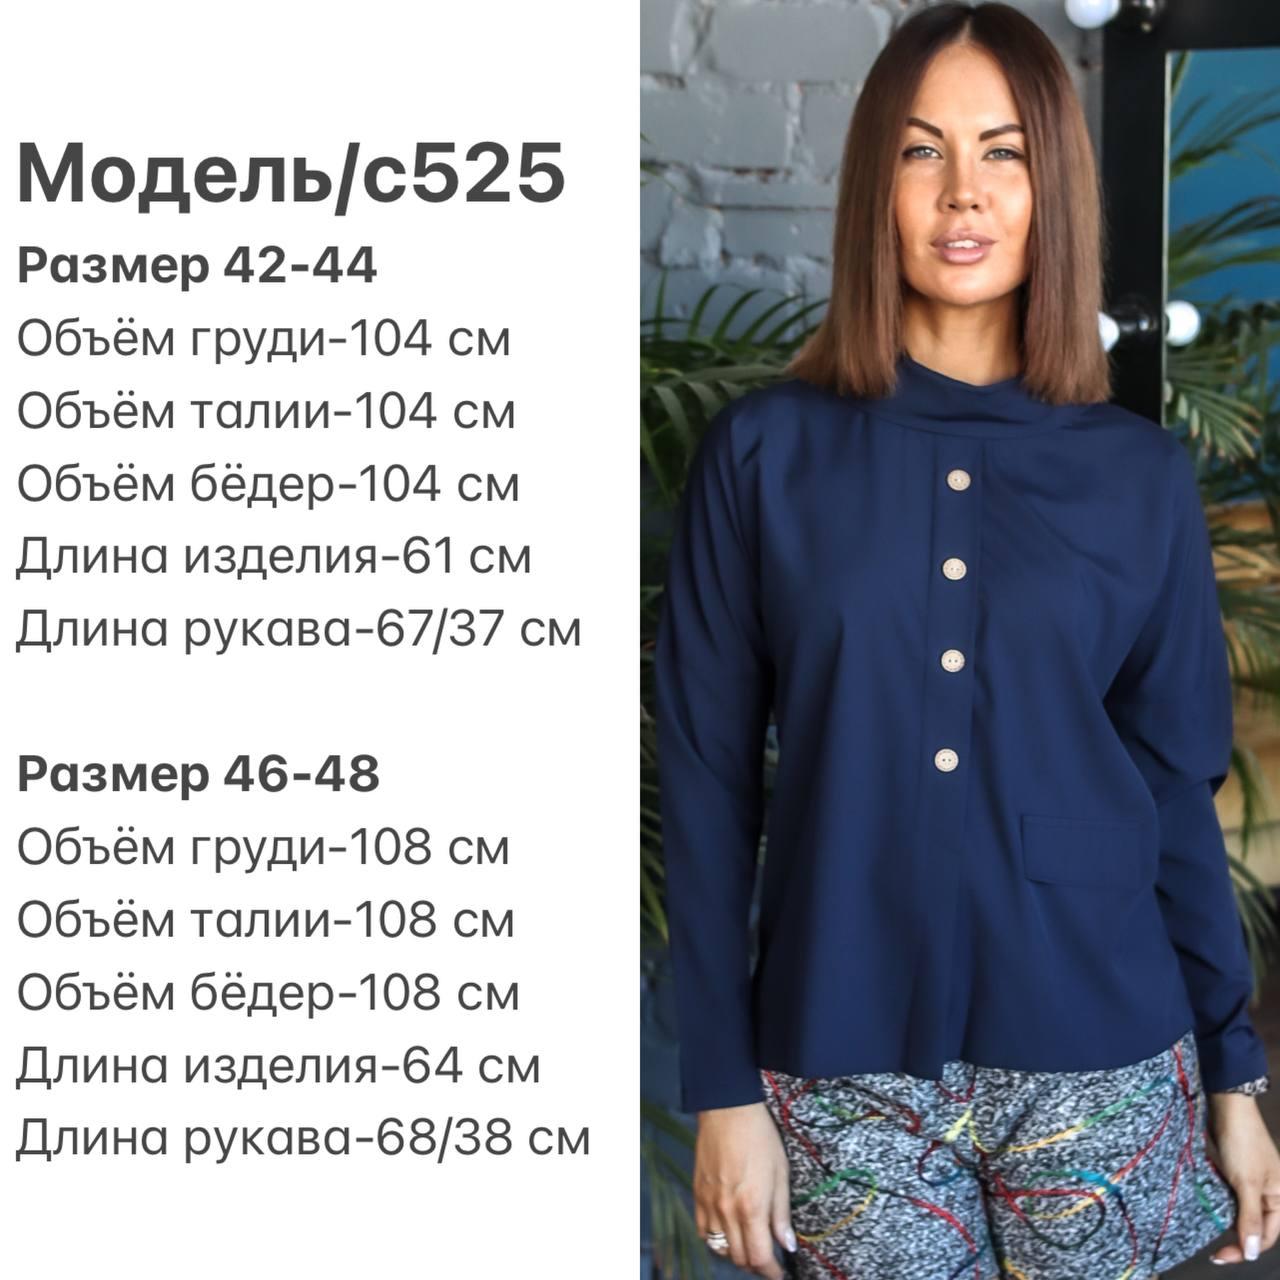 Модель/с525
Размер 42-44
Объём груди-104 см
Объём талии-104 см
Объём бёдер-104 см
Длина изделия-61 см
Длина рукава-67/37 см
Размер 46-48
Объём груди-108 см
Объём талии-108 см
Объём бёдер-108 см
Длина изделия-64 см
Длина рукава-68/38 см